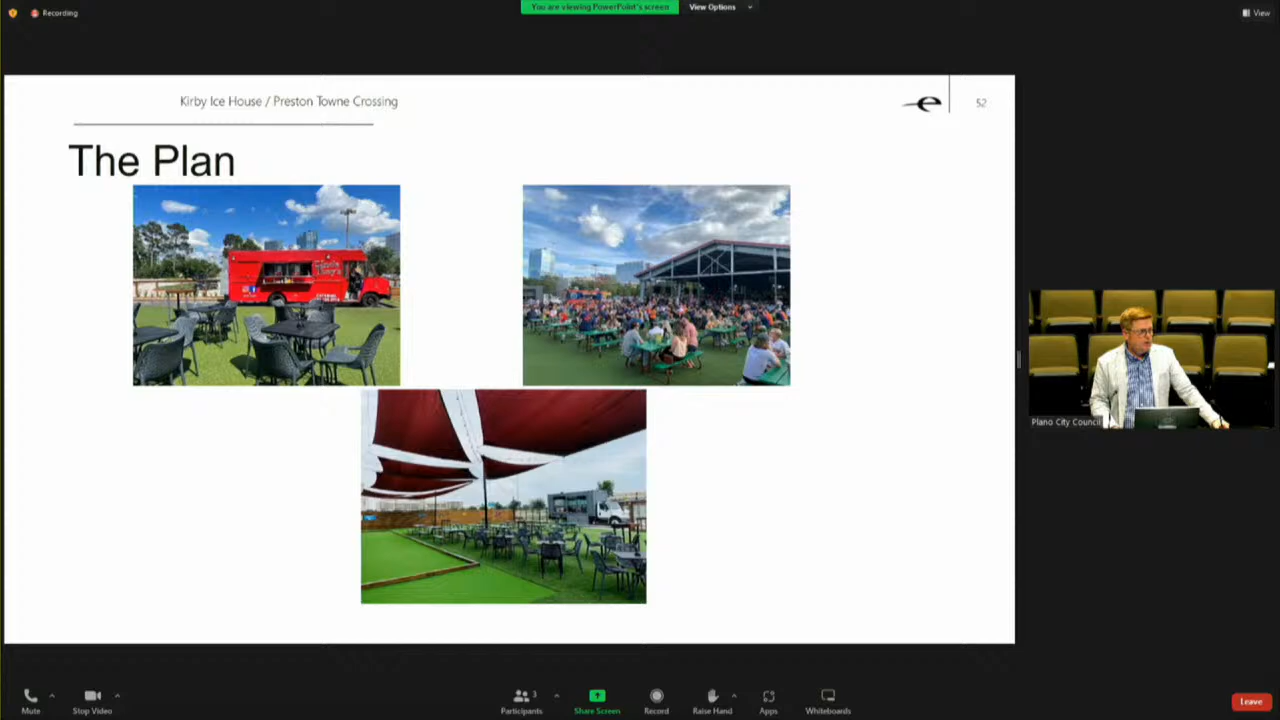 Recording
You are viewing PowerPoint's screen
View Options
View
Kirby Ice House / Preston Towne Crossing
e
52
The Plan
Plano City Council
Mute
Stop Video
Participants
3
Share Screen
Record
Raise Hand
Apps
Whiteboards
Leave